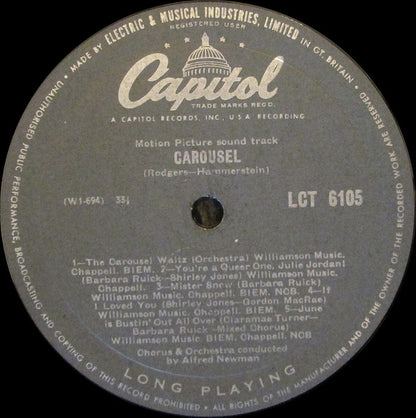 MADE BY ELECTRIC & MUSICAL INDUSTRIES, LIMITED IN GT. BRITAIN · ALL RIGHTS OF THE MANUFACTURER AND OF THE OWNER OF THE RECORDED WORK ARE RESERVED
UNAUTHORISED PUBLIC PERFORMANCE, BROADCASTING AND COPYING OF THIS RECORD PROHIBITED
REGISTERED USER
Capitol
TRADE MARKS REGD.
A CAPITOL RECORDS, INC., U.S.A. RECORDING
Motion Picture sound track
CAROUSEL
(Rodgers—Hammerstein)
(W1-694) 33⅓
LCT 6105
1—The Carousel Waltz (Orchestra) Williamson Music,
Chappell. BIEM. 2—You're a Queer One, Julie Jordan!
(Barbara Ruick—Shirley Jones) Williamson Music,
Chappell. 3—Mister Snow (Barbara Ruick)
Williamson Music, Chappell. BIEM. NCB. 4—If
I Loved You (Shirley Jones—Gordon MacRae)
Williamson Music, Chappell. BIEM. 5—June
is Bustin' Out All Over (Claramae Turner—
Barbara Ruick—Mixed Chorus)
Williamson Music, BIEM. Chappell. NCB
Chorus & Orchestra conducted
by Alfred Newman
LONG PLAYING